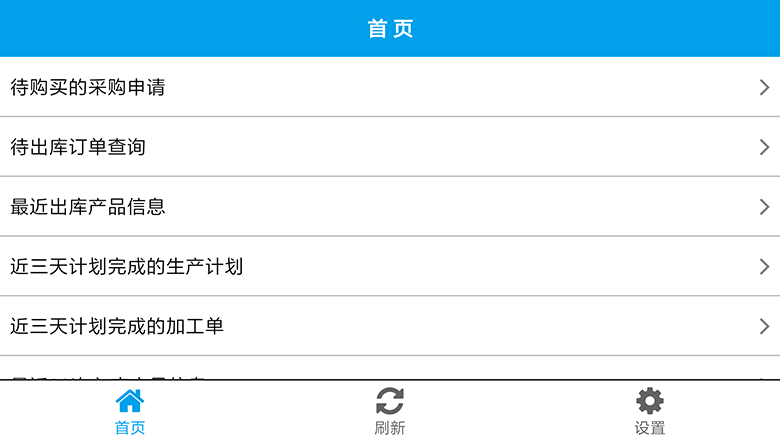 首页
待购买的采购申请
待出库订单查询
最近出库产品信息
近三天计划完成的生产计划
近三天计划完成的加工单
首页
刷新
设置